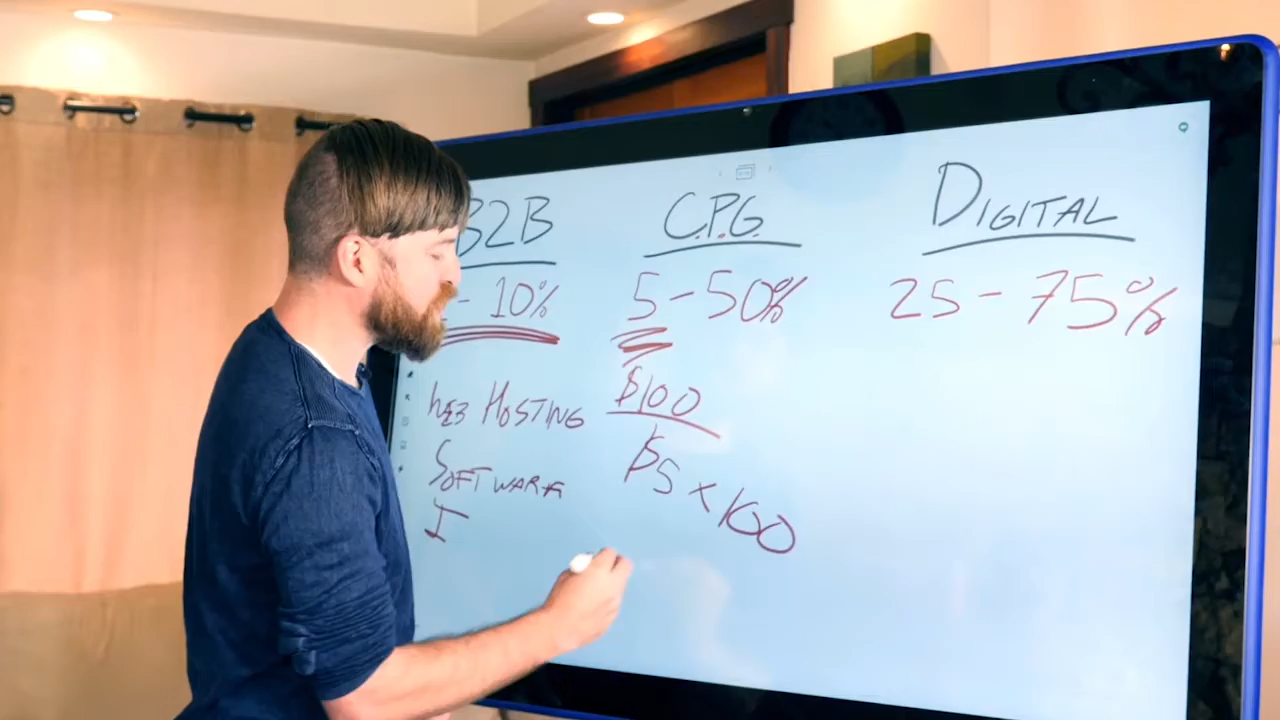 B2B
- 10%
WEB HOSTING
SOFTWARE
I
C.P.G.
5-50%
$100
$5 x 100
DIGITAL
25 - 75%